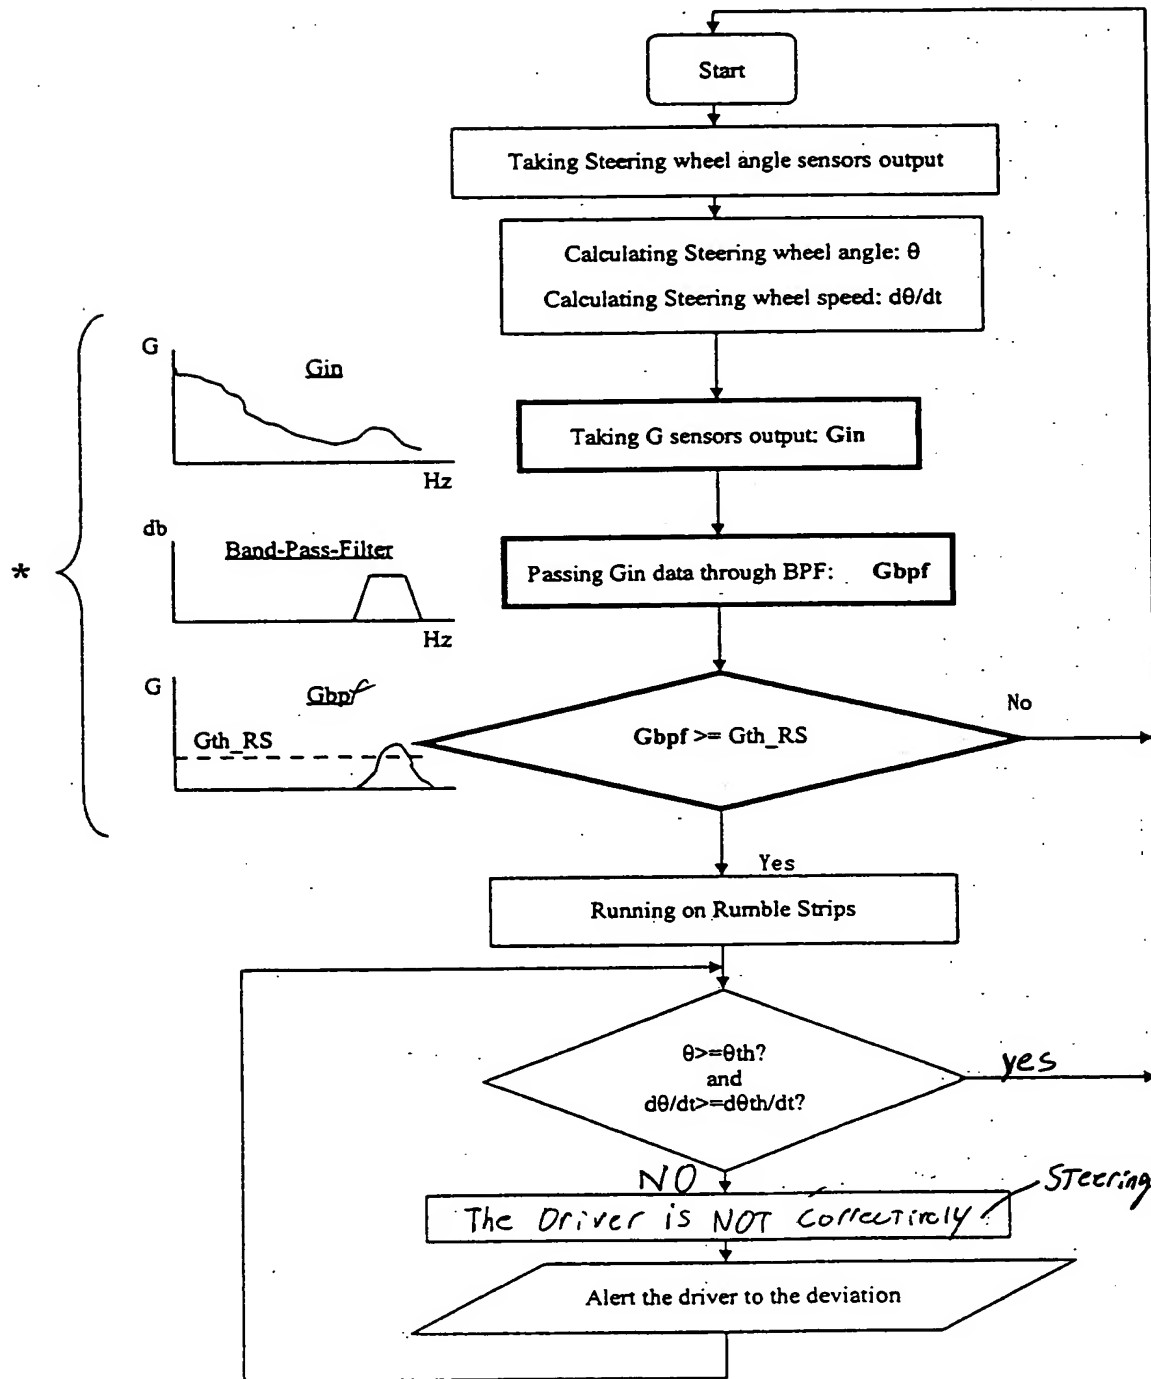 Start
Taking Steering wheel angle sensors output
Calculating Steering wheel angle: θ
Calculating Steering wheel speed: dθ/dt
G
Gin
Hz
Taking G sensors output: Gin
db
Band-Pass-Filter
Hz
*
Passing Gin data through BPF: Gbpf
G
Gbpf
Gth_RS
Gbpf >= Gth_RS
No
Yes
Running on Rumble Strips
θ>=θth?
and
dθ/dt>=dθth/dt?
yes
NO
The Driver is NOT Correctively
Steering
Alert the driver to the deviation